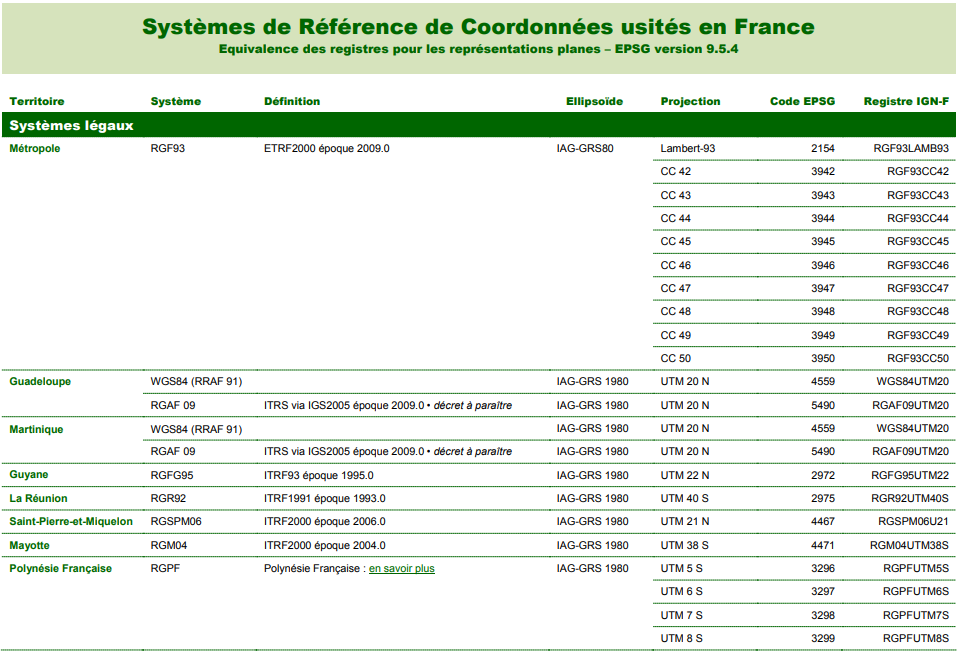 Systèmes de Référence de Coordonnées usités en France
Equivalence des registres pour les représentations planes – EPSG version 9.5.4
Territoire Système Définition Ellipsoïde Projection Code EPSG Registre IGN-F
Systèmes légaux
Métropole RGF93 ETRF2000 époque 2009.0 IAG-GRS80 Lambert-93 2154 RGF93LAMB93
CC 42 3942 RGF93CC42
CC 43 3943 RGF93CC43
CC 44 3944 RGF93CC44
CC 45 3945 RGF93CC45
CC 46 3946 RGF93CC46
CC 47 3947 RGF93CC47
CC 48 3948 RGF93CC48
CC 49 3949 RGF93CC49
CC 50 3950 RGF93CC50
Guadeloupe WGS84 (RRAF 91) IAG-GRS 1980 UTM 20 N 4559 WGS84UTM20
RGAF 09 ITRS via IGS2005 époque 2009.0 • décret à paraître IAG-GRS 1980 UTM 20 N 5490 RGAF09UTM20
Martinique WGS84 (RRAF 91) IAG-GRS 1980 UTM 20 N 4559 WGS84UTM20
RGAF 09 ITRS via IGS2005 époque 2009.0 • décret à paraître IAG-GRS 1980 UTM 20 N 5490 RGAF09UTM20
Guyane RGFG95 ITRF93 époque 1995.0 IAG-GRS 1980 UTM 22 N 2972 RGFG95UTM22
La Réunion RGR92 ITRF1991 époque 1993.0 IAG-GRS 1980 UTM 40 S 2975 RGR92UTM40S
Saint-Pierre-et-Miquelon RGSPM06 ITRF2000 époque 2006.0 IAG-GRS 1980 UTM 21 N 4467 RGSPM06U21
Mayotte RGM04 ITRF2000 époque 2004.0 IAG-GRS 1980 UTM 38 S 4471 RGM04UTM38S
Polynésie Française RGPF Polynésie Française : en savoir plus IAG-GRS 1980 UTM 5 S 3296 RGPFUTM5S
UTM 6 S 3297 RGPFUTM6S
UTM 7 S 3298 RGPFUTM7S
UTM 8 S 3299 RGPFUTM8S